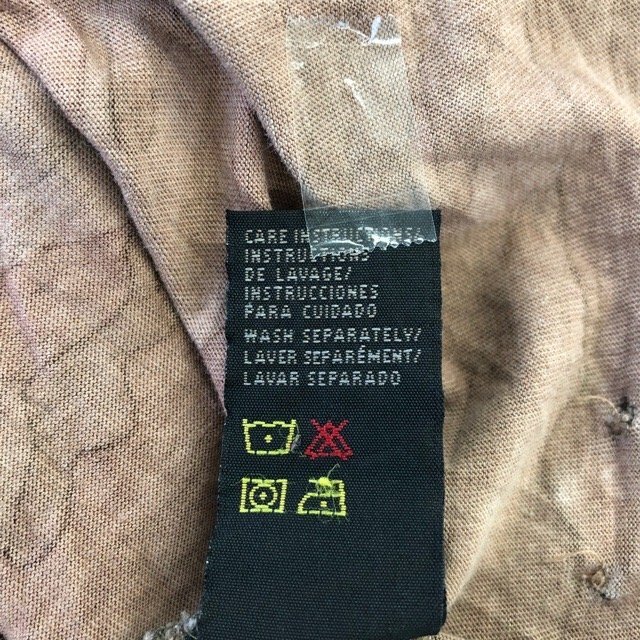 CARE INSTRUCTIONS/
INSTRUCTIONS
DE LAVAGE/
INSTRUCCIONES
PARA CUIDADO
WASH SEPARATELY/
LAVER SEPARÉMENT/
LAVAR SEPARADO